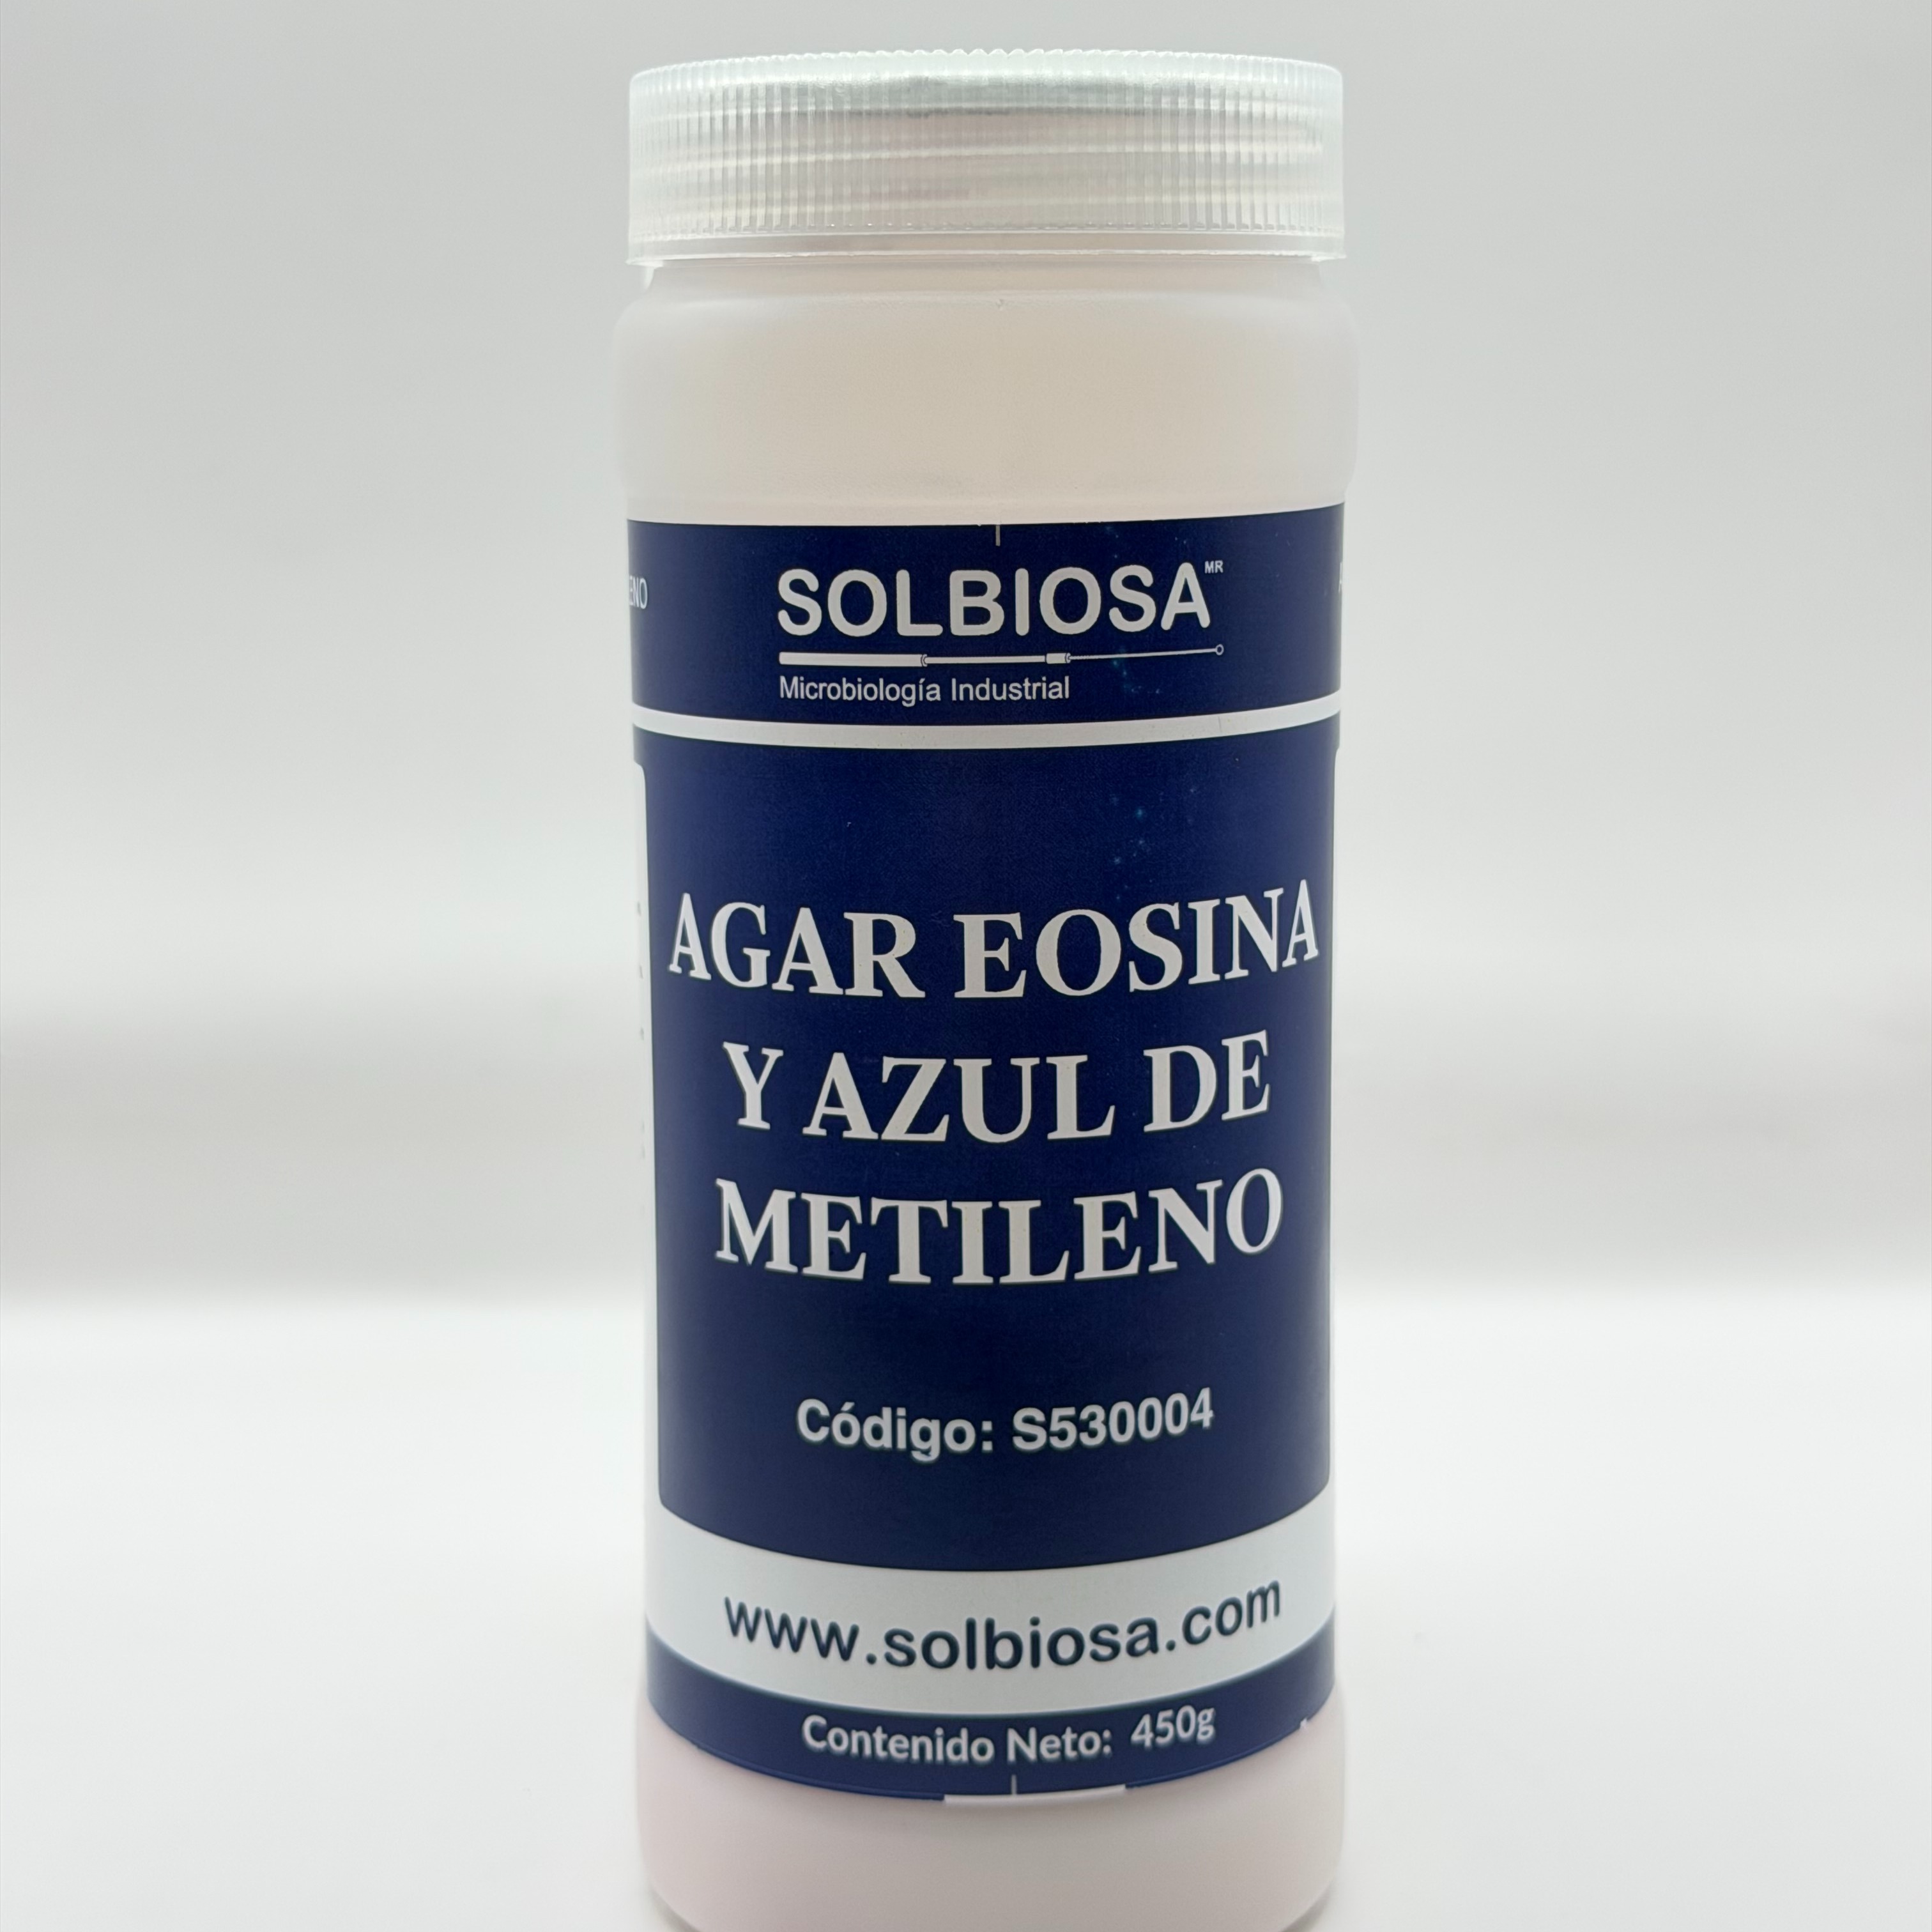 SOLBIOSA MR
Microbiología Industrial
AGAR EOSINA
Y AZUL DE
METILENO
Código: S530004
www.solbiosa.com
Contenido Neto: 450g